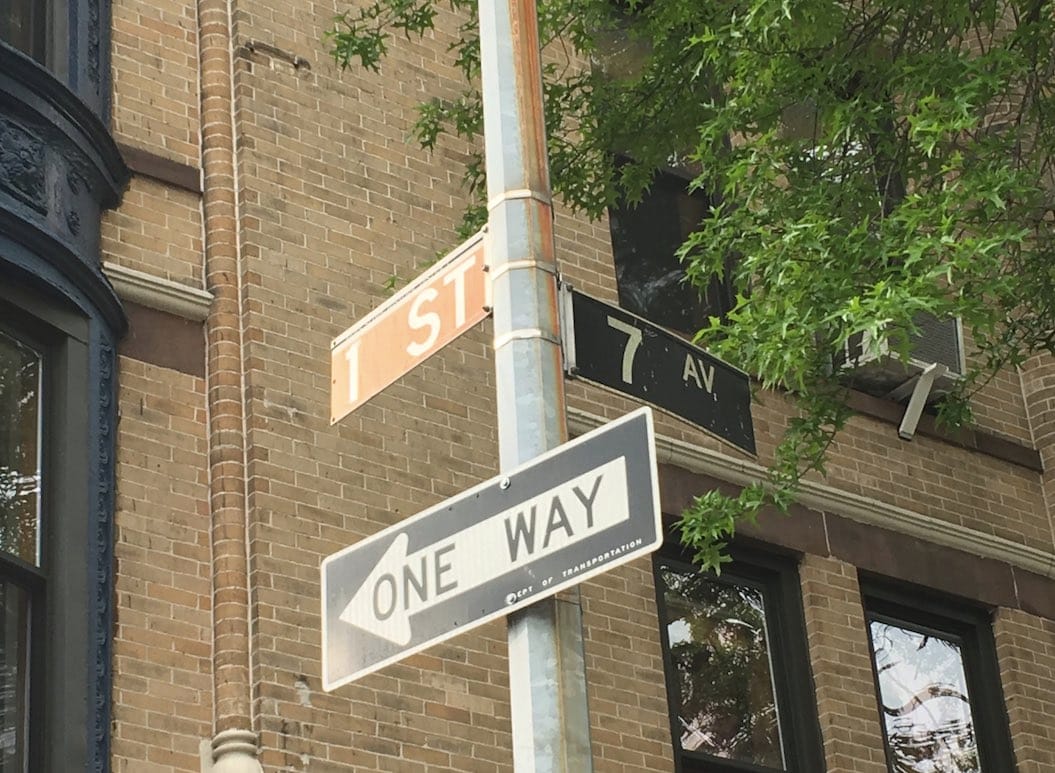 1 ST
7 AV
ONE WAY
DEPT OF TRANSPORTATION